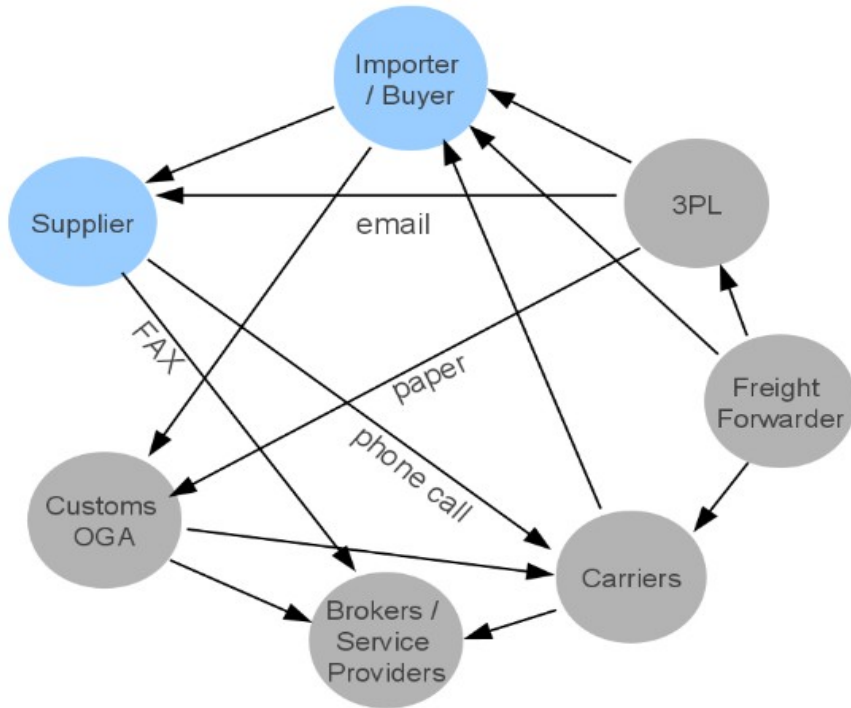 Importer
/ Buyer
3PL
Supplier
email
FAX
paper
Freight
Forwarder
phone call
Customs
OGA
Carriers
Brokers /
Service
Providers